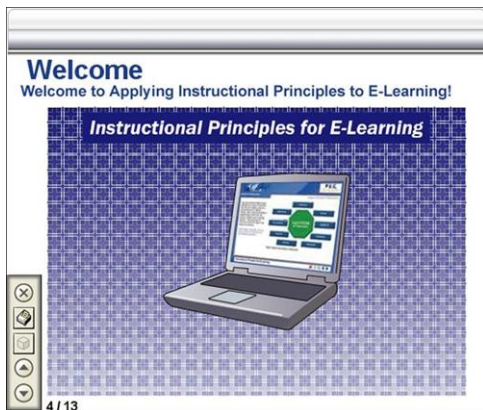 Welcome
Welcome to Applying Instructional Principles to E-Learning!
Instructional Principles for E-Learning
4 / 13